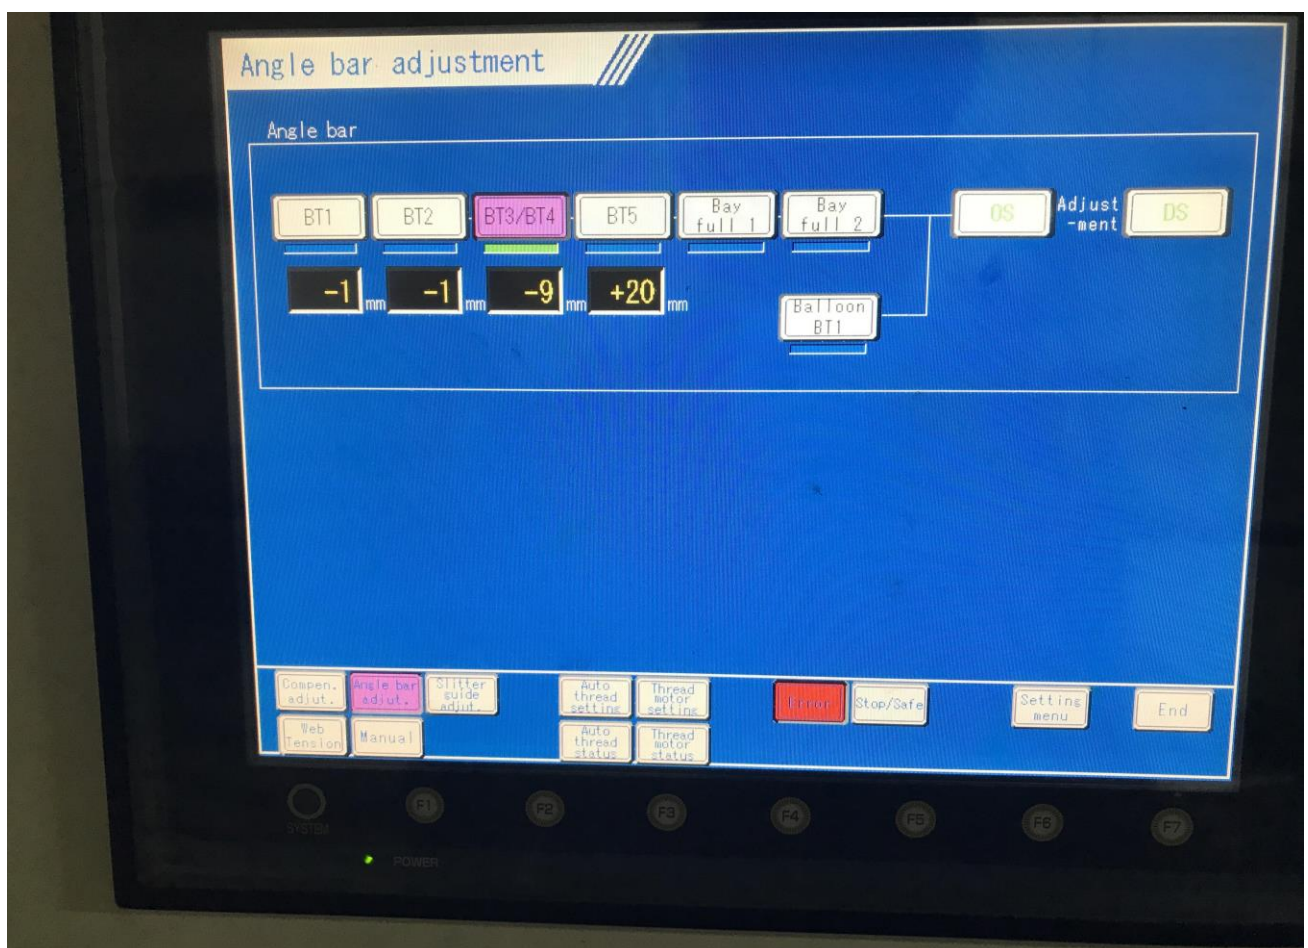 Angle bar adjustment
Angle bar
BT1
BT2
BT3/BT4
BT5
Bay
full 1
Bay
full 2
OS
Adjust
-ment
DS
-1 mm
-1 mm
-9 mm
+20 mm
Balloon
BT1
Compen.
adjut.
Angle bar
adjut.
Slitter
guide
adjut.
Auto
thread
setting
Thread
motor
setting
Error
Stop/Safe
Setting
menu
End
Web
Tension
Manual
Auto
thread
status
Thread
motor
status
SYSTEM
F1
F2
F3
F4
F5
F6
F7
POWER